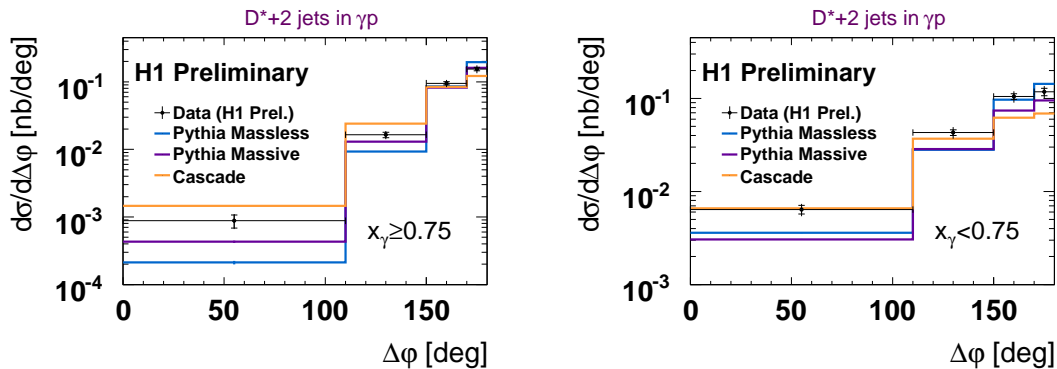 D*+2 jets in γp
H1 Preliminary
Data (H1 Prel.)
Pythia Massless
Pythia Massive
Cascade
xγ≥0.75
dσ/dΔφ [nb/deg]
10⁻¹
10⁻²
10⁻³
10⁻⁴
0 50 100 150
Δφ [deg]
D*+2 jets in γp
H1 Preliminary
Data (H1 Prel.)
Pythia Massless
Pythia Massive
Cascade
xγ<0.75
dσ/dΔφ [nb/deg]
10⁻¹
10⁻²
10⁻³
0 50 100 150
Δφ [deg]